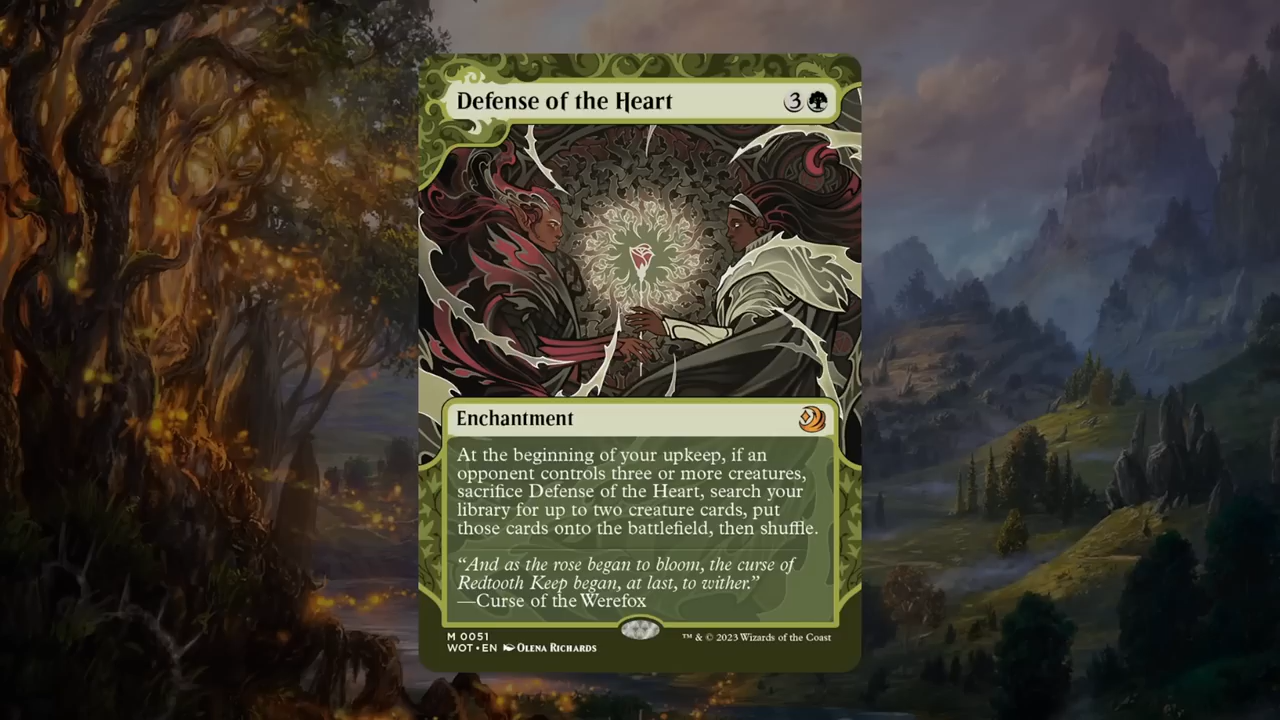 Defense of the Heart 3
Enchantment
At the beginning of your upkeep, if an
opponent controls three or more creatures,
sacrifice Defense of the Heart, search your
library for up to two creature cards, put
those cards onto the battlefield, then shuffle.
“And as the rose began to bloom, the curse of
Redtooth Keep began, at last, to wither.”
—Curse of the Werefox
M 0051
™ & © 2023 Wizards of the Coast
WOT • EN Olena Richards